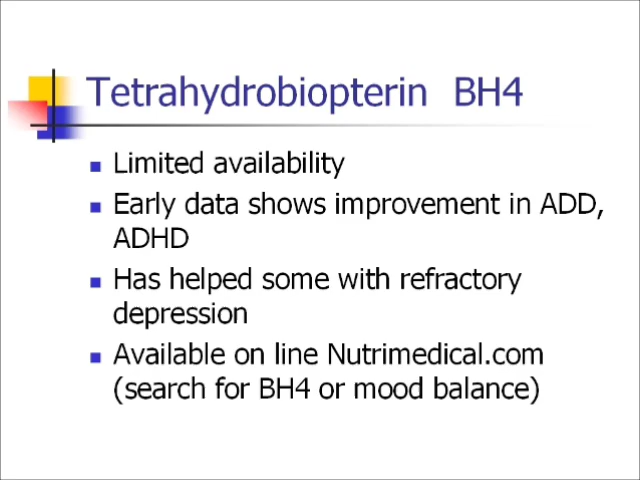 Tetrahydrobiopterin BH4
Limited availability
Early data shows improvement in ADD,
ADHD
Has helped some with refractory
depression
Available on line Nutrimedical.com
(search for BH4 or mood balance)